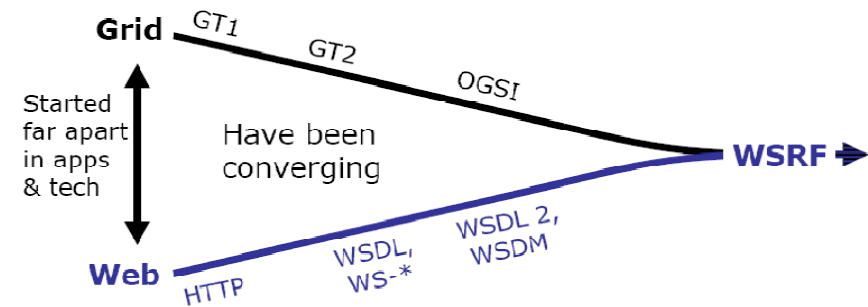 Grid
GT1
GT2
OGSI
Started
far apart
in apps
& tech
Have been
converging
WSRF
Web
HTTP
WSDL,
WS-*
WSDL 2,
WSDM